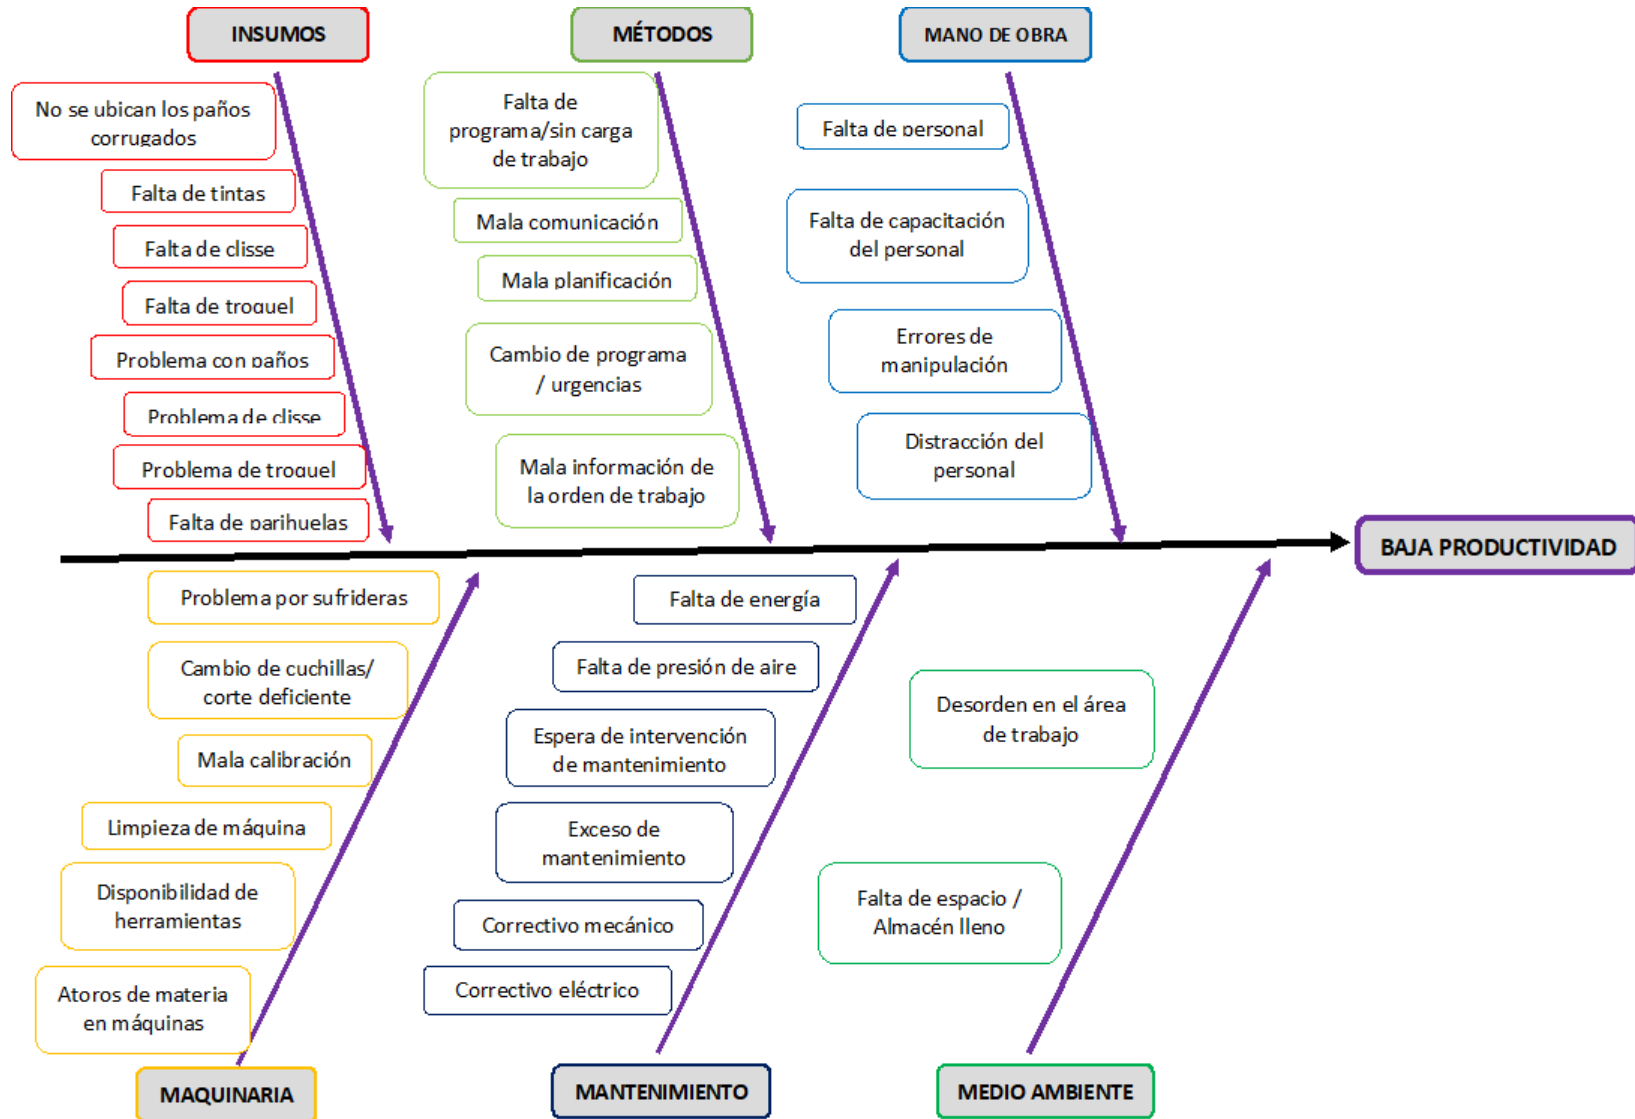 INSUMOS
MÉTODOS
MANO DE OBRA
No se ubican los paños
corrugados
Falta de tintas
Falta de clisse
Falta de troquel
Problema con paños
Problema de clisse
Problema de troquel
Falta de parihuelas
Falta de
programa/sin carga
de trabajo
Mala comunicación
Mala planificación
Cambio de programa
/ urgencias
Mala información de
la orden de trabajo
Falta de personal
Falta de capacitación
del personal
Errores de
manipulación
Distracción del
personal
BAJA PRODUCTIVIDAD
Problema por sufrideras
Cambio de cuchillas/
corte deficiente
Mala calibración
Limpieza de máquina
Disponibilidad de
herramientas
Atoros de materia
en máquinas
Falta de energía
Falta de presión de aire
Espera de intervención
de mantenimiento
Exceso de
mantenimiento
Correctivo mecánico
Correctivo eléctrico
Desorden en el área
de trabajo
Falta de espacio /
Almacén lleno
MAQUINARIA
MANTENIMIENTO
MEDIO AMBIENTE